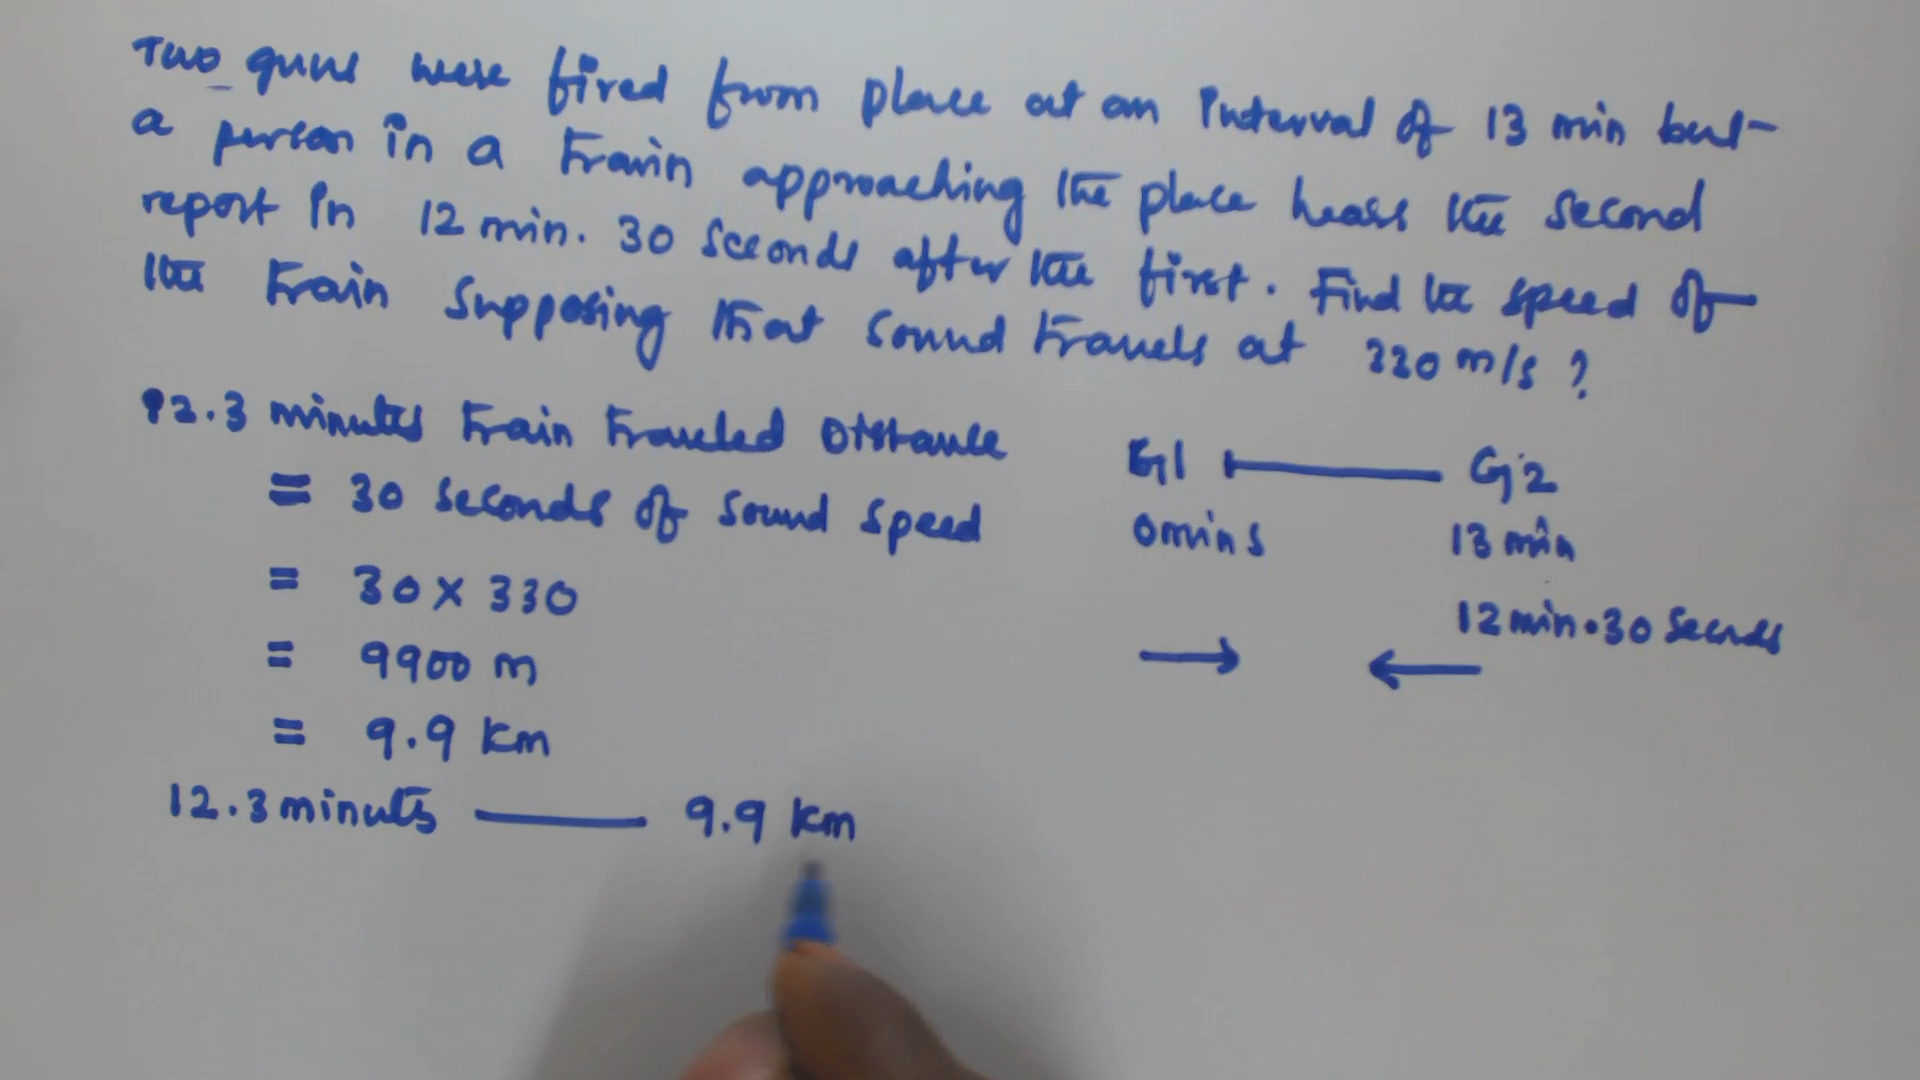 Two guns were fired from place at an interval of 13 min but
a person in a train approaching the place hears the second
report in 12 min. 30 seconds after the first. Find the speed of
the train supposing that sound travels at 330 m/s ?
12.3 minutes train traveled Distance
= 30 seconds of sound speed
= 30 x 330
= 9900 m
= 9.9 km
12.3 minuts — 9.9 km
G1 — G2
0mins 13 min
12 min. 30 seconds
→ ←